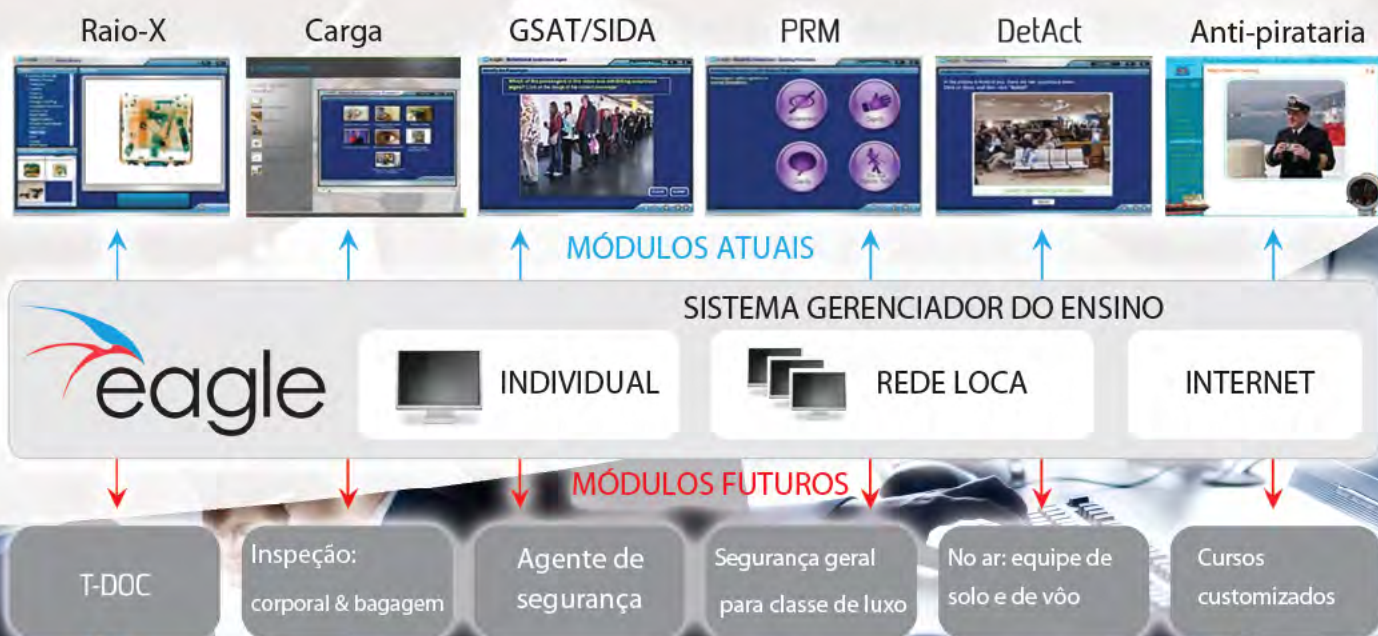 Raio-X
Carga
GSAT/SIDA
PRM
DetAct
Anti-pirataria
MÓDULOS ATUAIS
SISTEMA GERENCIADOR DO ENSINO
eagle
INDIVIDUAL
REDE LOCA
INTERNET
MÓDULOS FUTUROS
T-DOC
Inspeção:
corporal & bagagem
Agente de
segurança
Segurança geral
para classe de luxo
No ar: equipe de
solo e de vôo
Cursos
customizados